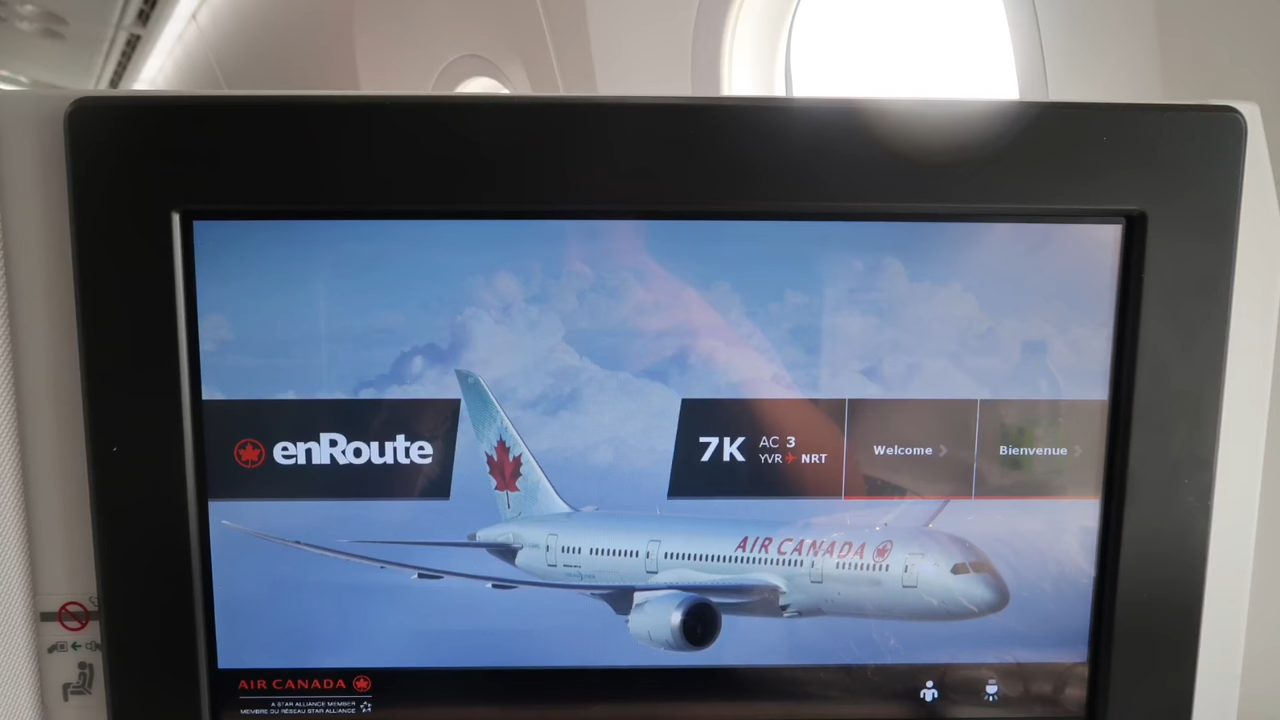 enRoute
7K
AC 3
YVR NRT
Welcome
Bienvenue
AIR CANADA
AIR CANADA
A STAR ALLIANCE MEMBER
MEMBRE DU RÉSEAU STAR ALLIANCE